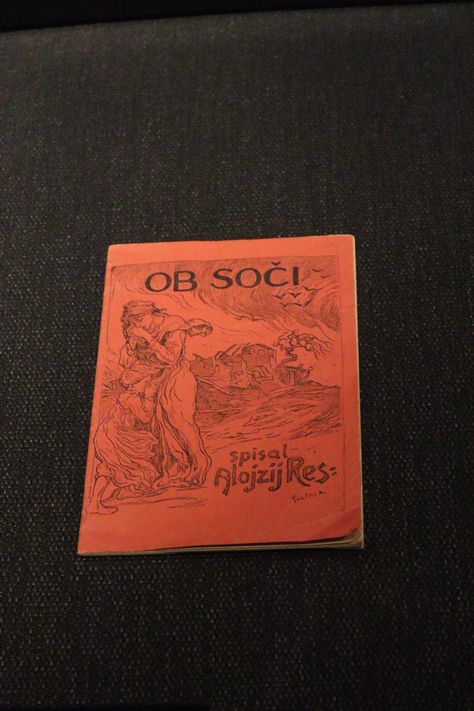 OB SOČI
spisal
Alojzij Res=